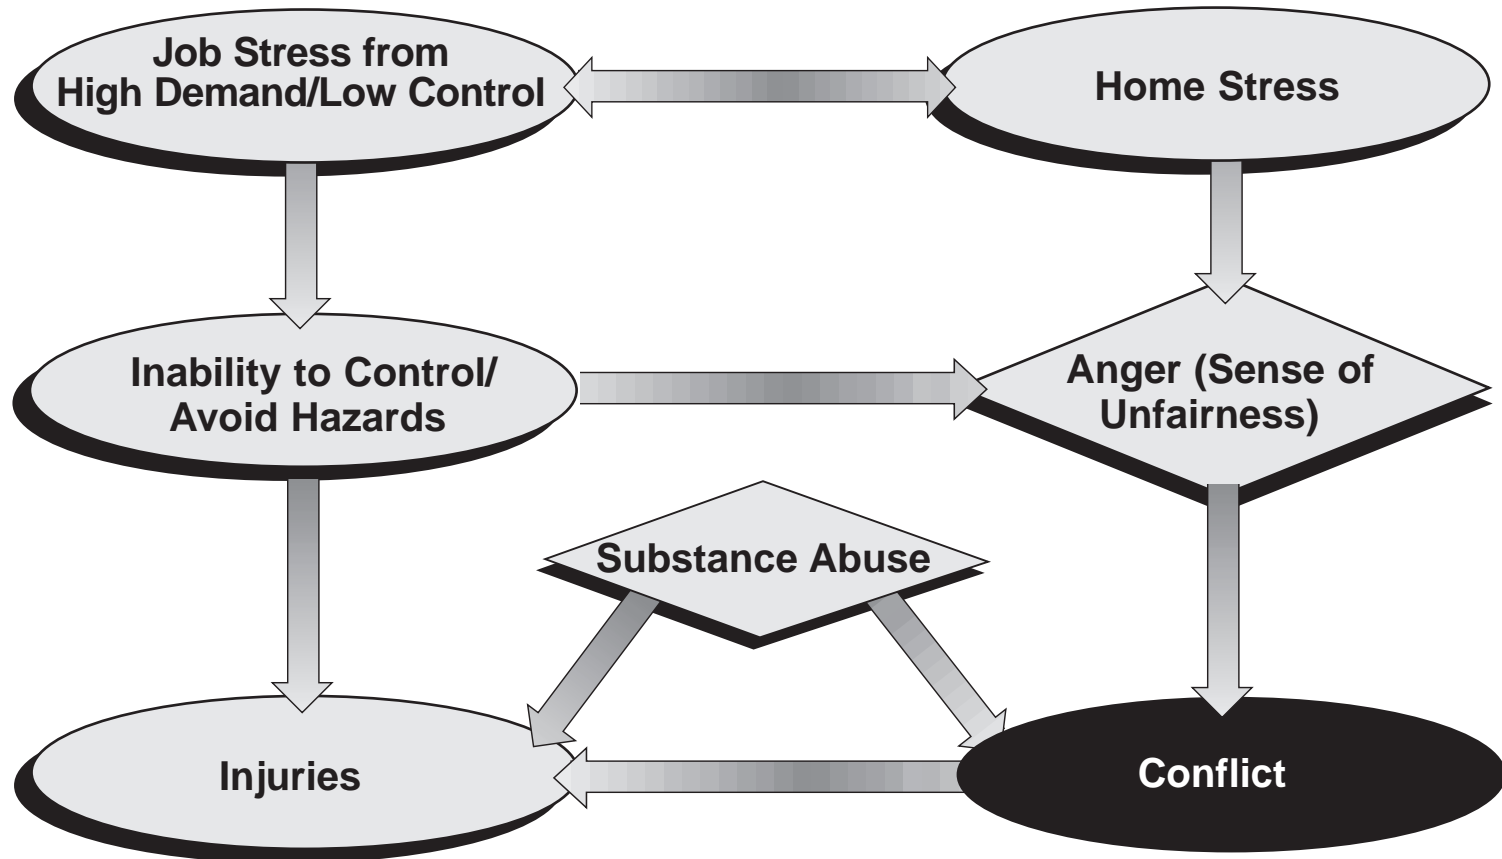 Job Stress from
High Demand/Low Control
Home Stress
Inability to Control/
Avoid Hazards
Anger (Sense of
Unfairness)
Substance Abuse
Injuries
Conflict